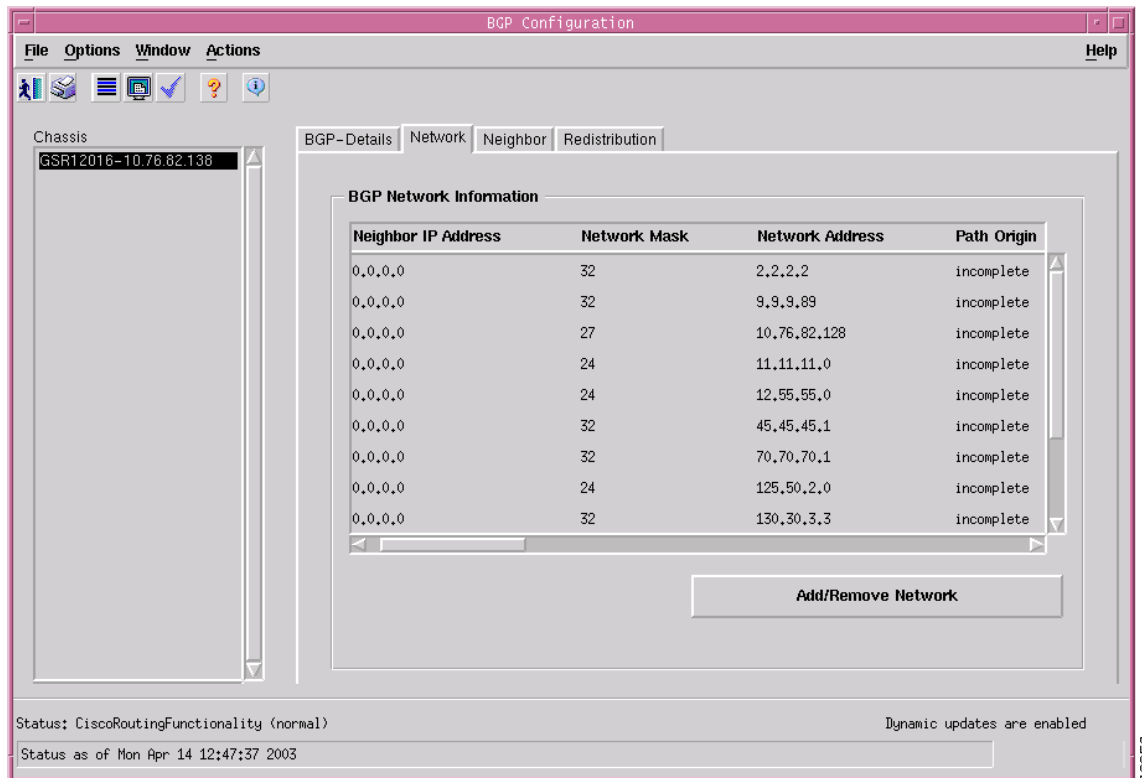 BGP Configuration
File Options Window Actions Help
Chassis
GSR12016-10.76.82.138
BGP-Details Network Neighbor Redistribution
BGP Network Information
Neighbor IP Address Network Mask Network Address Path Origin
0.0.0.0 32 2.2.2.2 incomplete
0.0.0.0 32 9.9.9.89 incomplete
0.0.0.0 27 10.76.82.128 incomplete
0.0.0.0 24 11.11.11.0 incomplete
0.0.0.0 24 12.55.55.0 incomplete
0.0.0.0 32 45.45.45.1 incomplete
0.0.0.0 32 70.70.70.1 incomplete
0.0.0.0 24 125.50.2.0 incomplete
0.0.0.0 32 130.30.3.3 incomplete
Add/Remove Network
Status: CiscoRoutingFunctionality (normal) Dynamic updates are enabled
Status as of Mon Apr 14 12:47:37 2003